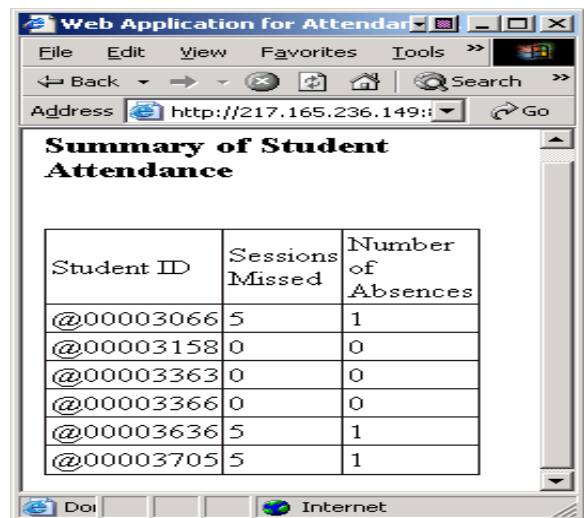 Web Application for Attendar
File Edit View Favorites Tools »
Back Search »
Address http://217.165.236.149: Go
Summary of Student
Attendance
Student ID Sessions Missed Number of Absences
@00003066 5 1
@00003158 0 0
@00003363 0 0
@00003366 0 0
@00003636 5 1
@00003705 5 1
Doi Internet